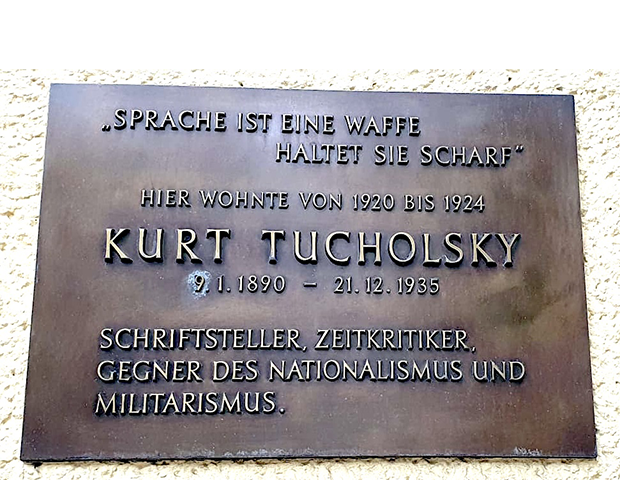 „SPRACHE IST EINE WAFFE
HALTET SIE SCHARF“
HIER WOHNTE VON 1920 BIS 1924
KURT TUCHOLSKY
9.1.1890 – 21.12.1935
SCHRIFTSTELLER, ZEITKRITIKER,
GEGNER DES NATIONALISMUS UND
MILITARISMUS.